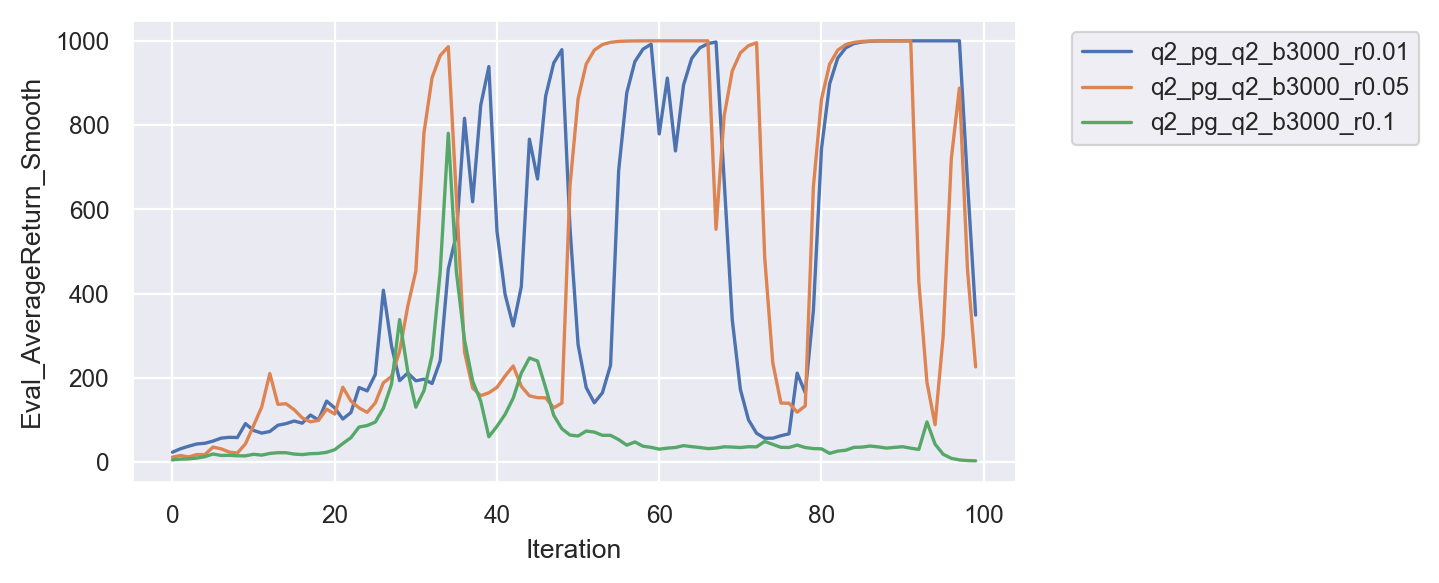 Eval_AverageReturn_Smooth
1000
800
600
400
200
0
0 20 40 60 80 100
Iteration
q2_pg_q2_b3000_r0.01
q2_pg_q2_b3000_r0.05
q2_pg_q2_b3000_r0.1